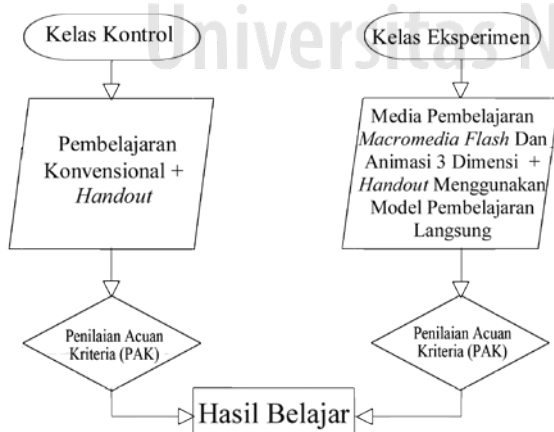 Universitas N
Kelas Kontrol
Pembelajaran
Konvensional +
Handout
Penilaian Acuan
Kriteria (PAK)
Kelas Eksperimen
Media Pembelajaran
Macromedia Flash Dan
Animasi 3 Dimensi +
Handout Menggunakan
Model Pembelajaran
Langsung
Penilaian Acuan
Kriteria (PAK)
Hasil Belajar